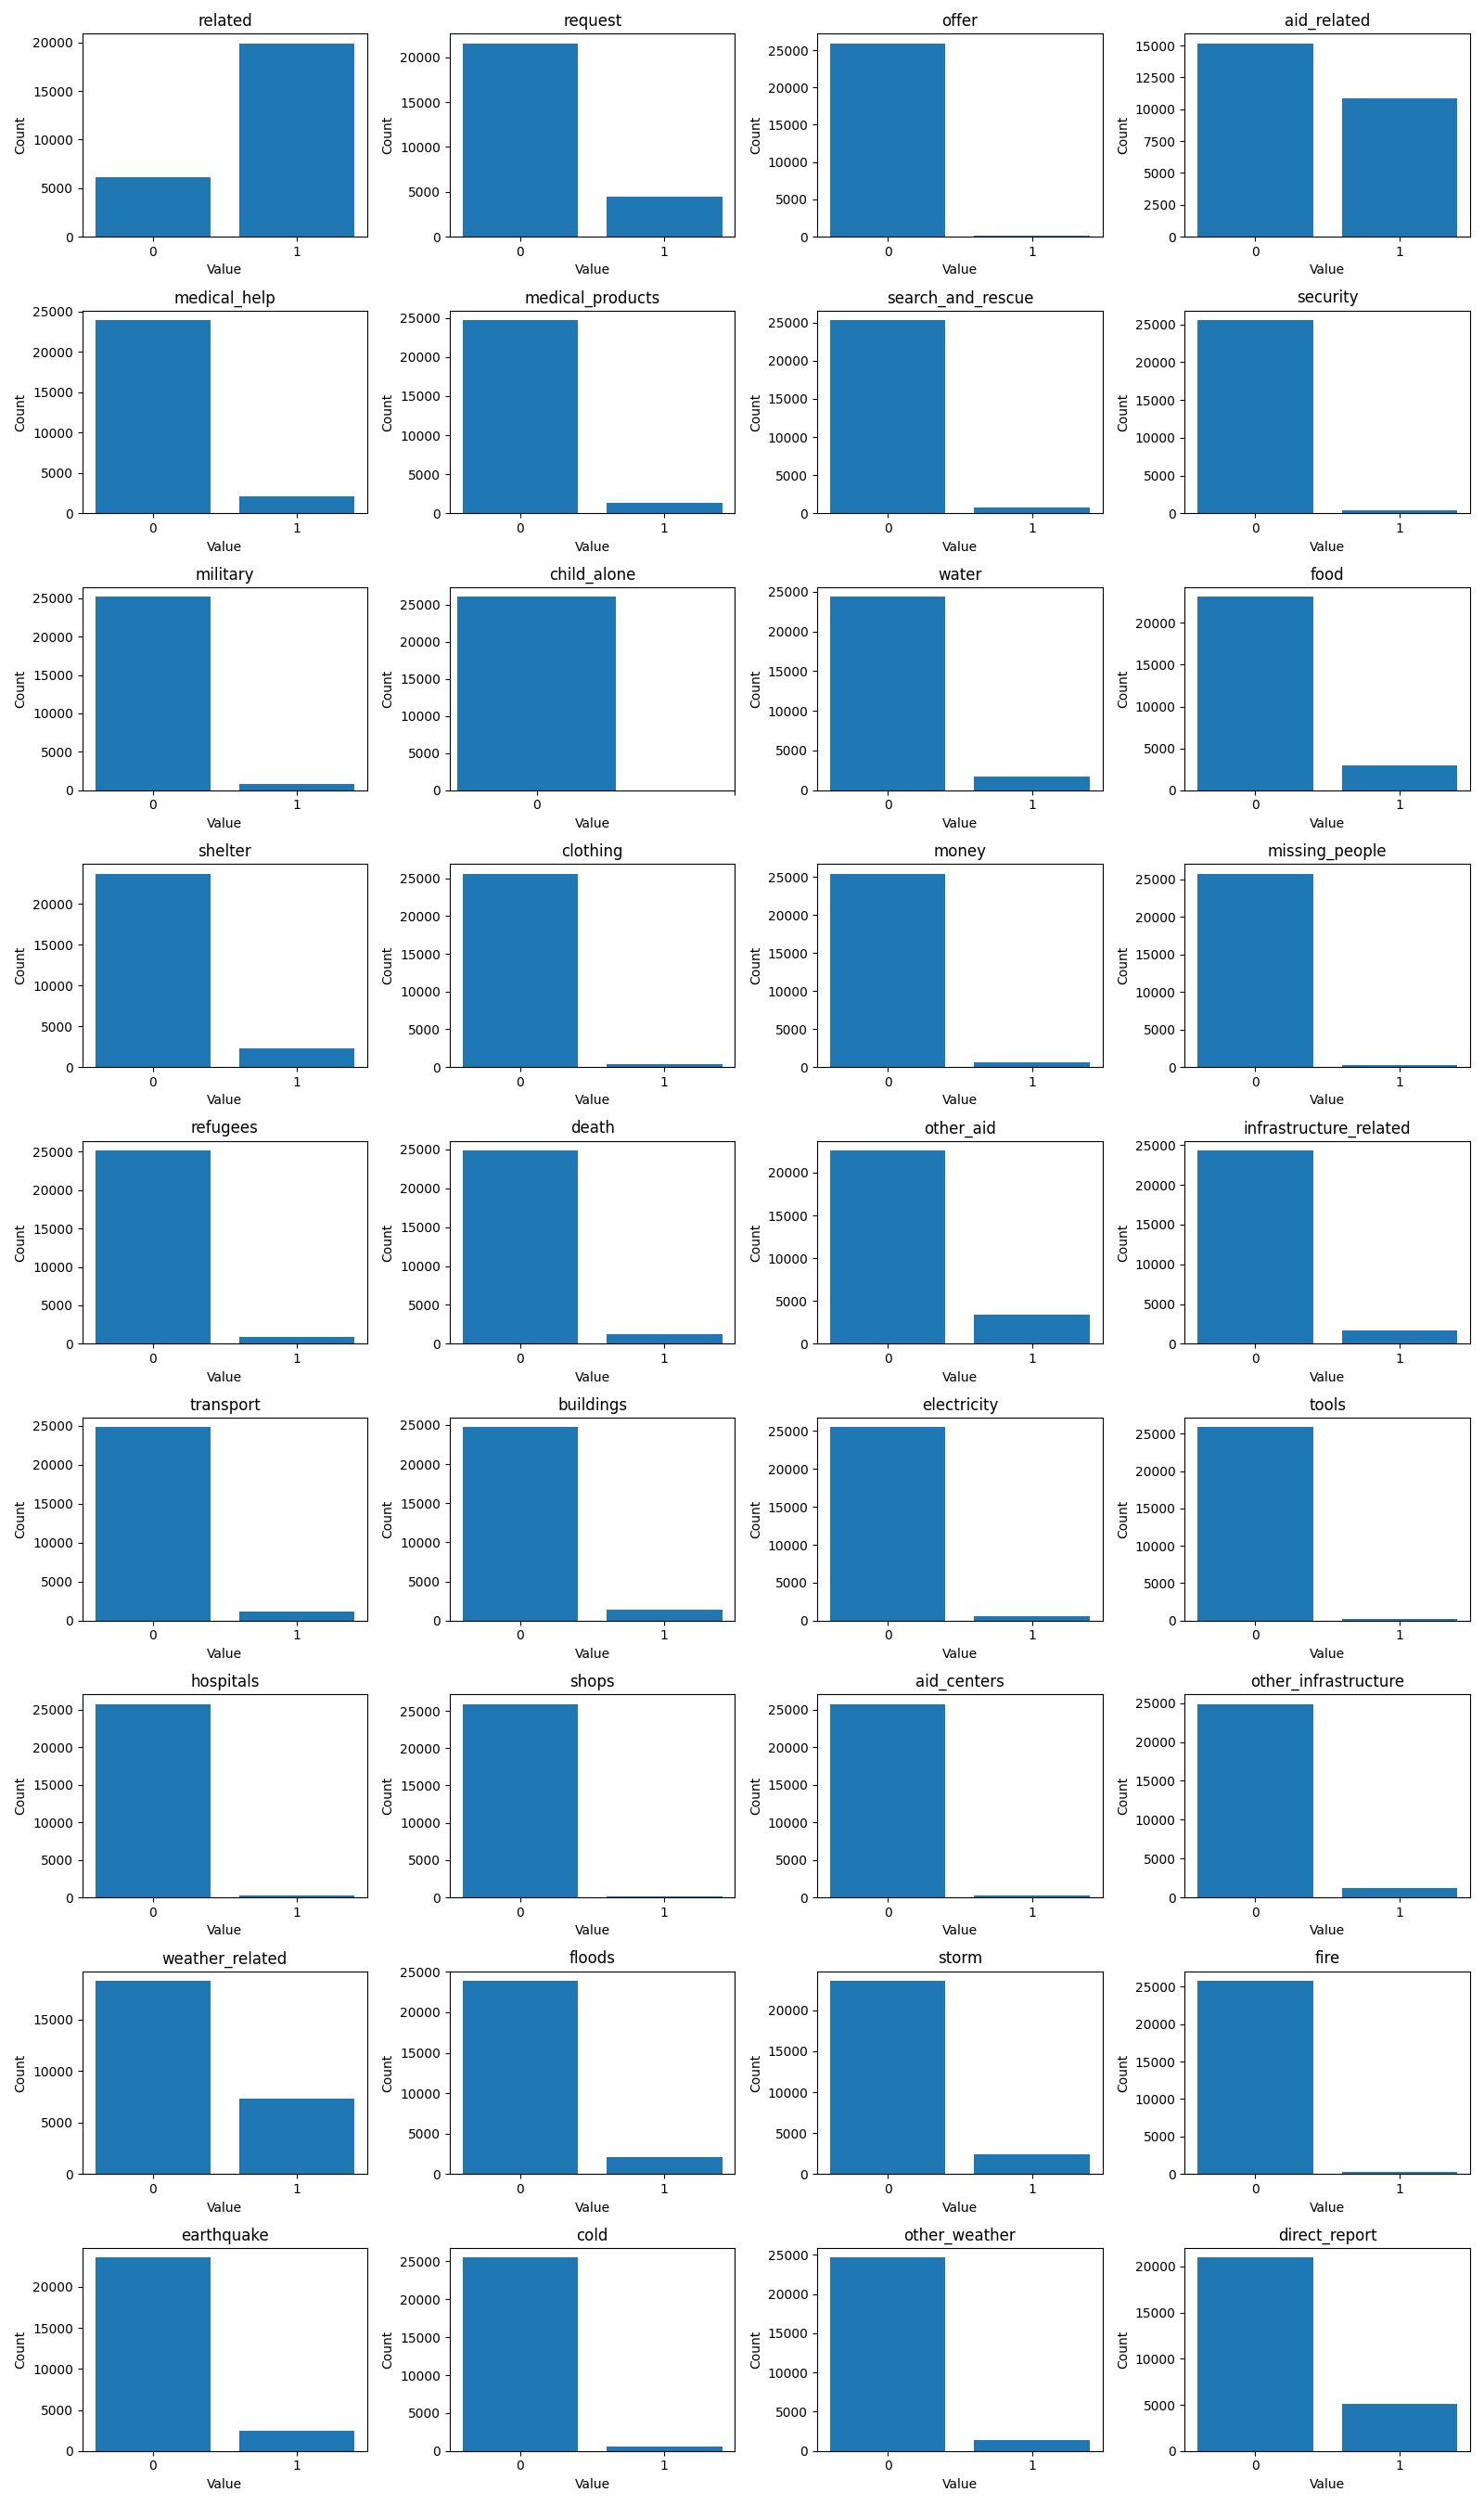 related
20000
15000
10000
5000
0
Count
0 1
Value
request
20000
15000
10000
5000
0
Count
0 1
Value
offer
25000
20000
15000
10000
5000
0
Count
0 1
Value
aid_related
15000
12500
10000
7500
5000
2500
0
Count
0 1
Value
medical_help
25000
20000
15000
10000
5000
0
Count
0 1
Value
medical_products
25000
20000
15000
10000
5000
0
Count
0 1
Value
search_and_rescue
25000
20000
15000
10000
5000
0
Count
0 1
Value
security
25000
20000
15000
10000
5000
0
Count
0 1
Value
military
25000
20000
15000
10000
5000
0
Count
0 1
Value
child_alone
25000
20000
15000
10000
5000
0
Count
0
Value
water
25000
20000
15000
10000
5000
0
Count
0 1
Value
food
20000
15000
10000
5000
0
Count
0 1
Value
shelter
20000
15000
10000
5000
0
Count
0 1
Value
clothing
25000
20000
15000
10000
5000
0
Count
0 1
Value
money
25000
20000
15000
10000
5000
0
Count
0 1
Value
missing_people
25000
20000
15000
10000
5000
0
Count
0 1
Value
refugees
25000
20000
15000
10000
5000
0
Count
0 1
Value
death
25000
20000
15000
10000
5000
0
Count
0 1
Value
other_aid
20000
15000
10000
5000
0
Count
0 1
Value
infrastructure_related
25000
20000
15000
10000
5000
0
Count
0 1
Value
transport
25000
20000
15000
10000
5000
0
Count
0 1
Value
buildings
25000
20000
15000
10000
5000
0
Count
0 1
Value
electricity
25000
20000
15000
10000
5000
0
Count
0 1
Value
tools
25000
20000
15000
10000
5000
0
Count
0 1
Value
hospitals
25000
20000
15000
10000
5000
0
Count
0 1
Value
shops
25000
20000
15000
10000
5000
0
Count
0 1
Value
aid_centers
25000
20000
15000
10000
5000
0
Count
0 1
Value
other_infrastructure
25000
20000
15000
10000
5000
0
Count
0 1
Value
weather_related
15000
10000
5000
0
Count
0 1
Value
floods
25000
20000
15000
10000
5000
0
Count
0 1
Value
storm
20000
15000
10000
5000
0
Count
0 1
Value
fire
25000
20000
15000
10000
5000
0
Count
0 1
Value
earthquake
20000
15000
10000
5000
0
Count
0 1
Value
cold
25000
20000
15000
10000
5000
0
Count
0 1
Value
other_weather
25000
20000
15000
10000
5000
0
Count
0 1
Value
direct_report
20000
15000
10000
5000
0
Count
0 1
Value